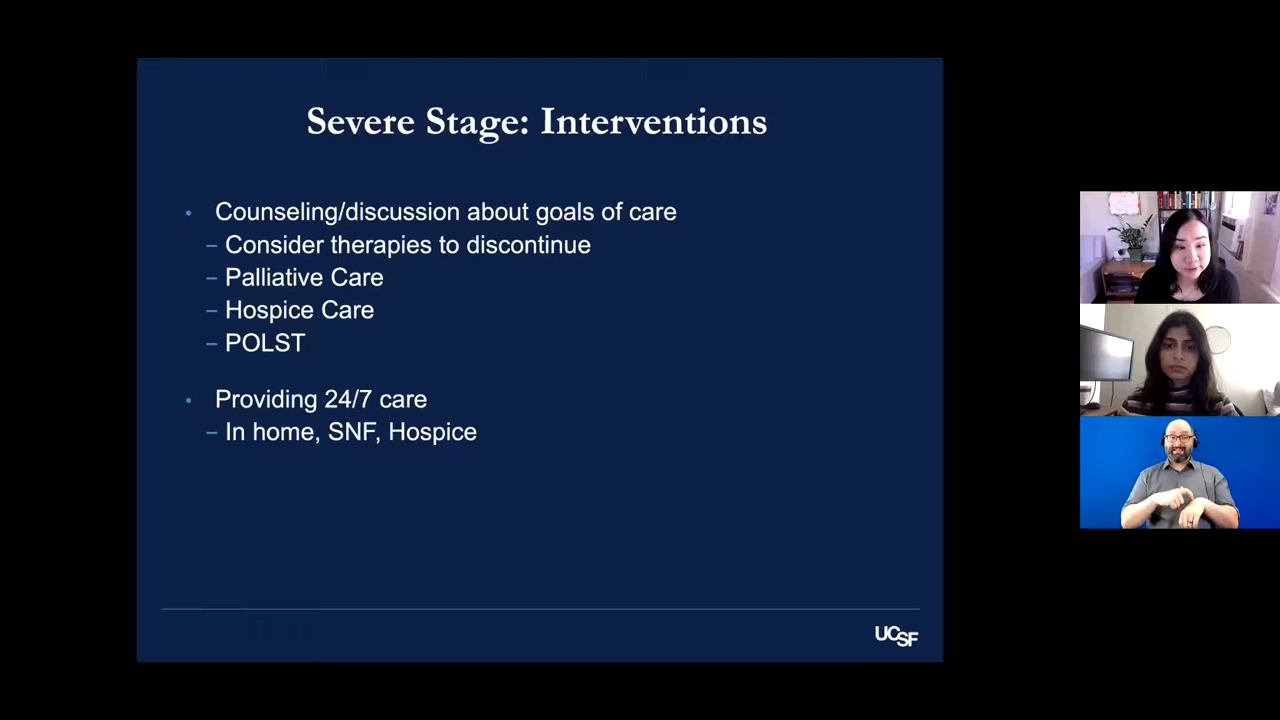 Severe Stage: Interventions
• Counseling/discussion about goals of care
– Consider therapies to discontinue
– Palliative Care
– Hospice Care
– POLST
• Providing 24/7 care
– In home, SNF, Hospice
UCSF